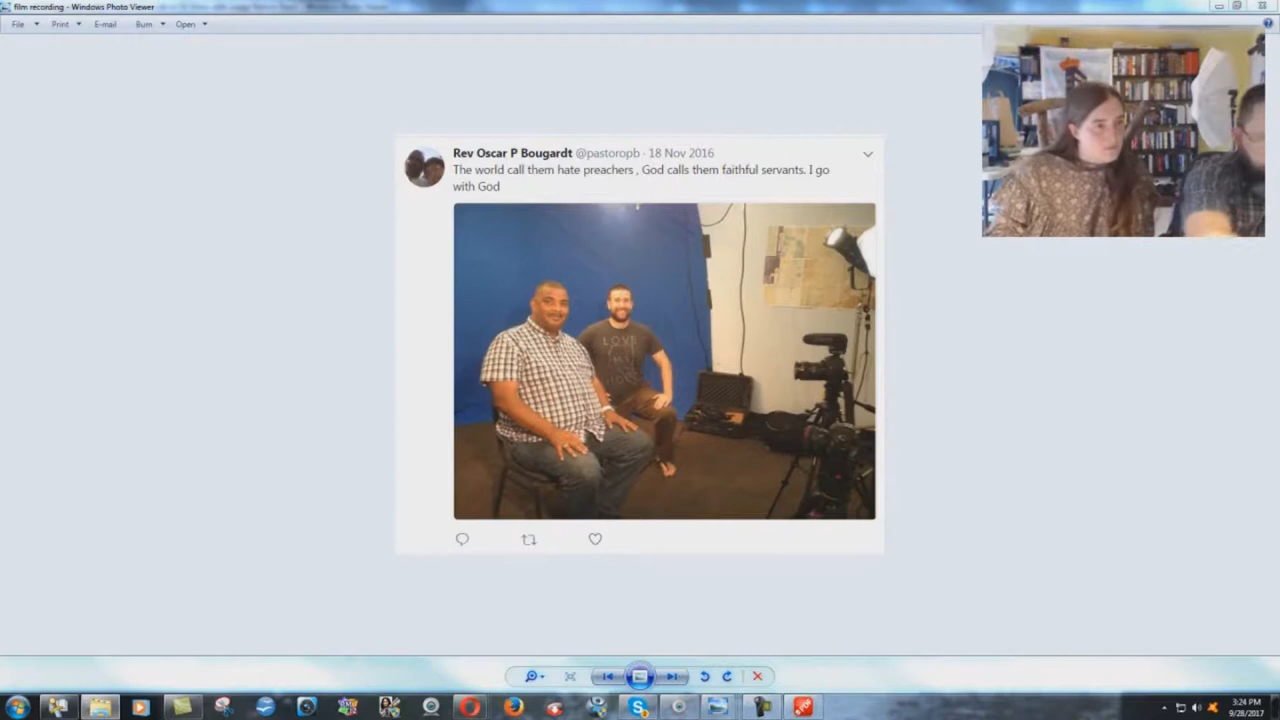 film recording - Windows Photo Viewer
File Print E-mail Burn Open
Rev Oscar P Bougardt @pastoropb · 18 Nov 2016
The world call them hate preachers , God calls them faithful servants. I go
with God
LOVE
3:24 PM
9/28/2017